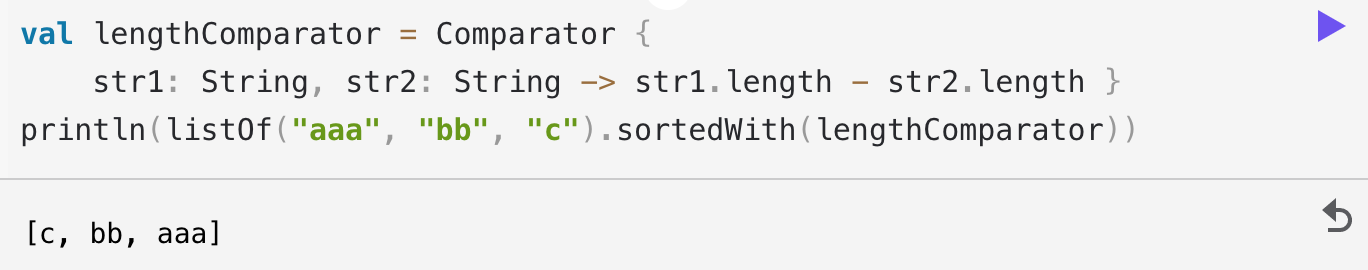 val lengthComparator = Comparator {
    str1: String, str2: String -> str1.length - str2.length }
println(listOf("aaa", "bb", "c").sortedWith(lengthComparator))
[c, bb, aaa]